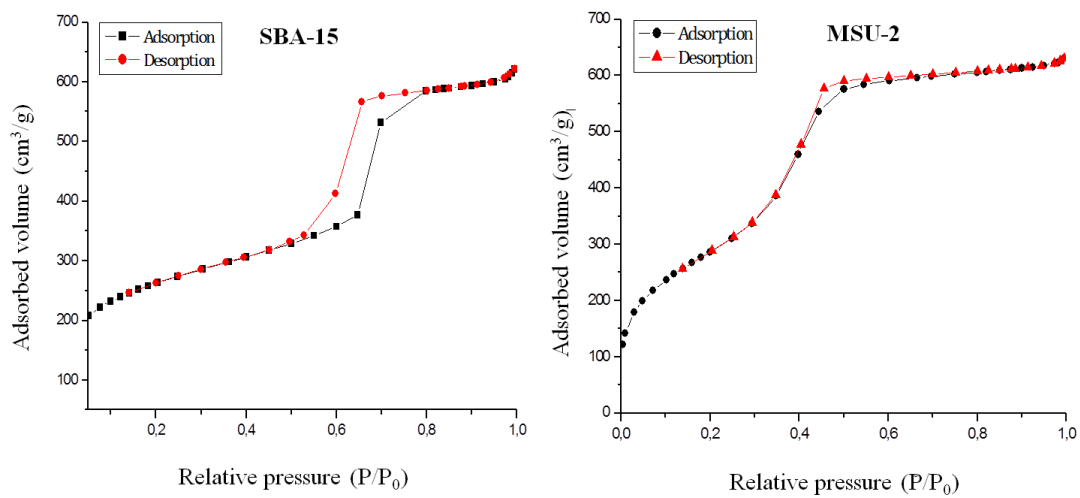 SBA-15
Adsorption
Desorption
700
600
500
400
300
200
100
0,2
0,4
0,6
0,8
1,0
Adsorbed volume (cm³/g)
Relative pressure (P/P₀)
MSU-2
Adsorption
Desorption
700
600
500
400
300
200
100
0
0,0
0,2
0,4
0,6
0,8
1,0
Adsorbed volume (cm³/g)
Relative pressure (P/P₀)